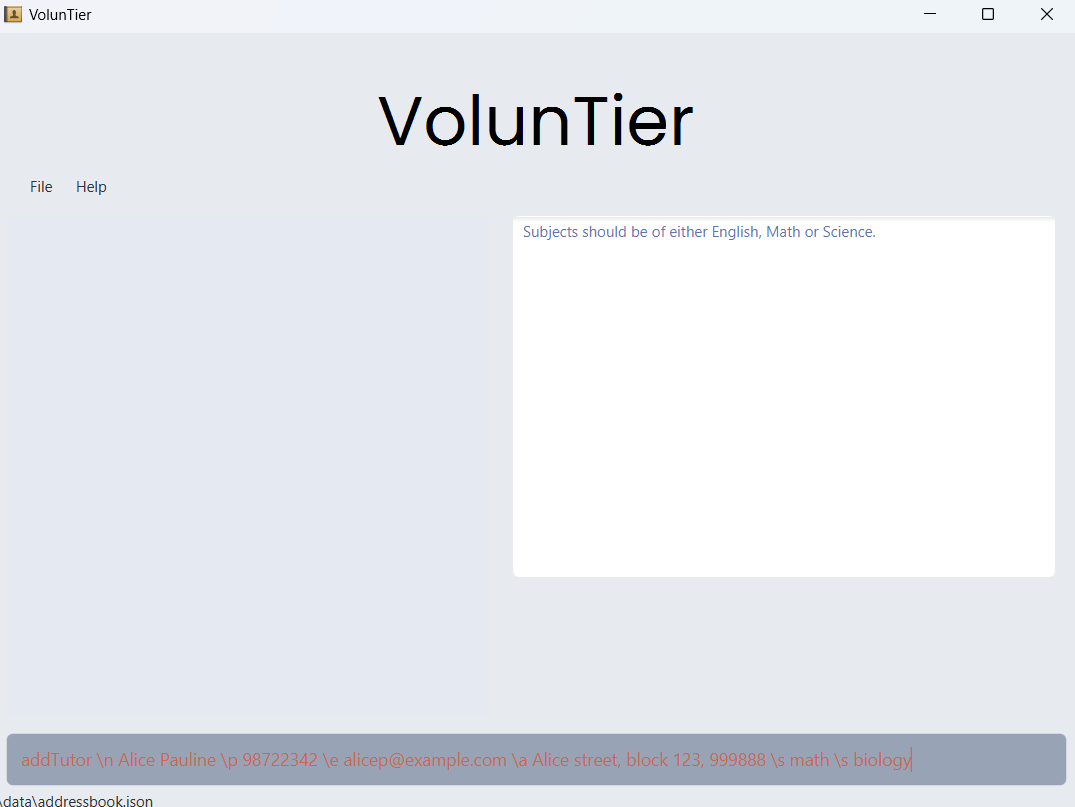 VolunTier
VolunTier
File Help
Subjects should be of either English, Math or Science.
addTutor \n Alice Pauline \p 98722342 \e alicep@example.com \a Alice street, block 123, 999888 \s math \s biology
\data\addressbook.json